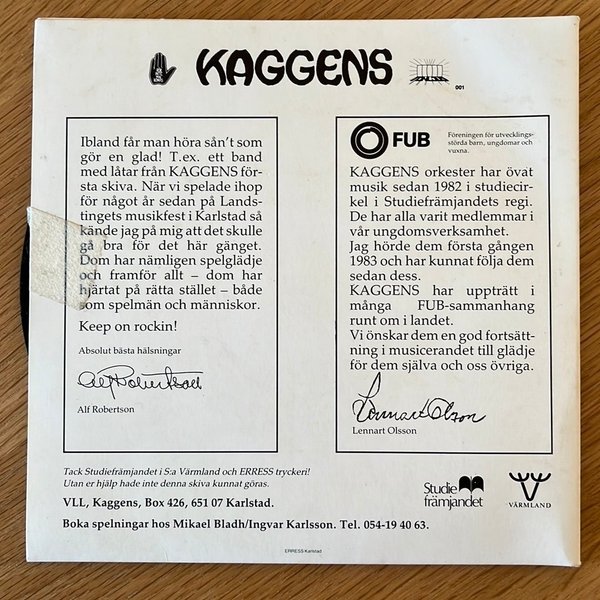 KAGGENS
001
Ibland får man höra sån't som
gör en glad! T.ex. ett band
med låtar från KAGGENS för-
sta skiva. När vi spelade ihop
för något år sedan på Lands-
tingets musikfest i Karlstad så
kände jag på mig att det skulle
gå bra för det här gänget.
Dom har nämligen spelglädje
och framför allt – dom har
hjärtat på rätta stället – både
som spelmän och människor.
Keep on rockin!
Absolut bästa hälsningar
Alf Robertson
Alf Robertson
FUB
Föreningen för utvecklings-
störda barn, ungdomar och
vuxna.
KAGGENS orkester har övat
musik sedan 1982 i studiecir-
kel i Studiefrämjandets regi.
De har alla varit medlemmar i
vår ungdomsverksamhet.
Jag hörde dem första gången
1983 och har kunnat följa dem
sedan dess.
KAGGENS har uppträtt i
många FUB-sammanhang
runt om i landet.
Vi önskar dem en god fortsätt-
ning i musicerandet till glädje
för dem själva och oss övriga.
Lennart Olsson
Lennart Olsson
Tack Studiefrämjandet i S:a Värmland och ERRESS tryckeri!
Utan er hjälp hade inte denna skiva kunnat göras.
VLL, Kaggens, Box 426, 651 07 Karlstad.
Boka spelningar hos Mikael Bladh/Ingvar Karlsson. Tel. 054-19 40 63.
Studie
främjandet
VÄRMLAND
ERRESS Karlstad